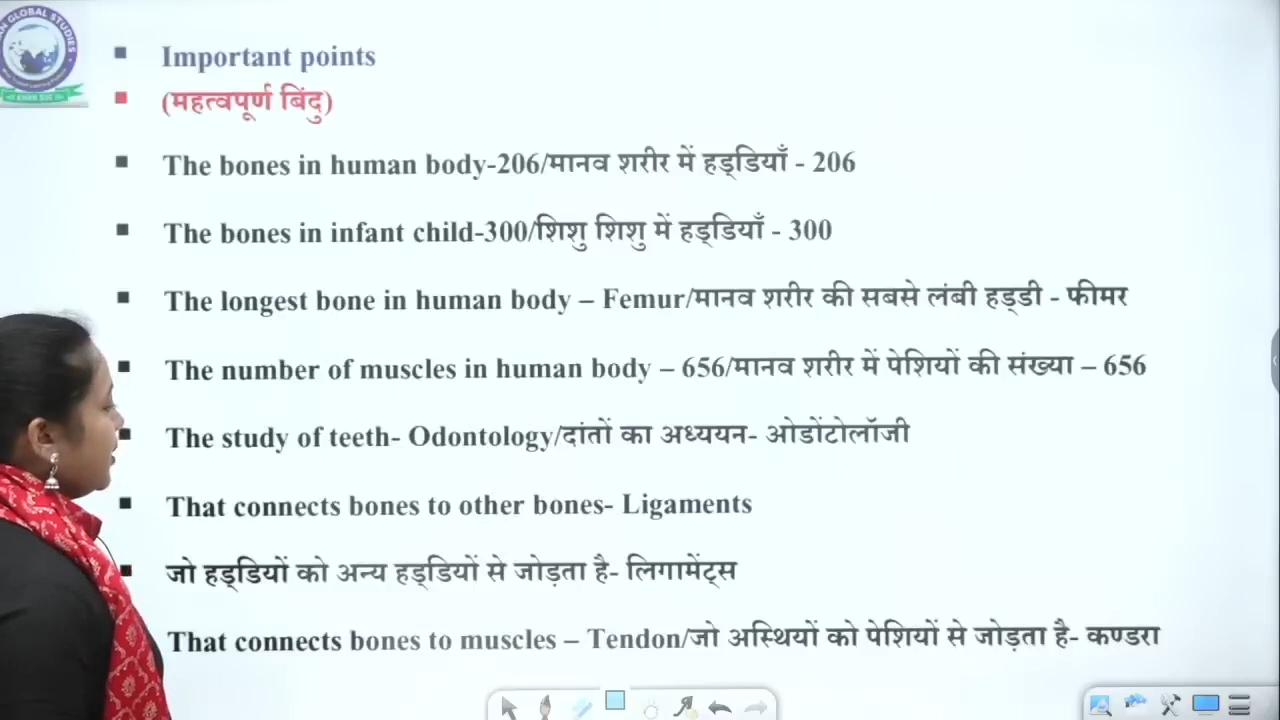 GLOBAL STUDIES
Important points
(महत्वपूर्ण बिंदु)
The bones in human body-206/मानव शरीर में हड्डियाँ - 206
The bones in infant child-300/शिशु शिशु में हड्डियाँ - 300
The longest bone in human body – Femur/मानव शरीर की सबसे लंबी हड्डी - फीमर
The number of muscles in human body – 656/मानव शरीर में पेशियों की संख्या – 656
The study of teeth- Odontology/दांतों का अध्ययन- ओडोंटोलॉजी
That connects bones to other bones- Ligaments
जो हड्डियों को अन्य हड्डियों से जोड़ता है- लिगामेंट्स
That connects bones to muscles – Tendon/जो अस्थियों को पेशियों से जोड़ता है- कण्डरा